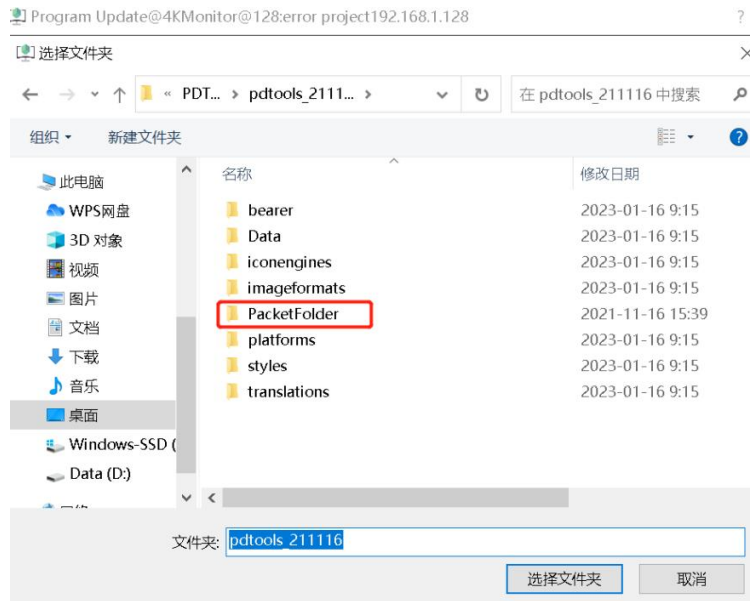 Program Update@4KMonitor@128:error project192.168.1.128 ?
选择文件夹
« PDT... › pdtools_2111... ›
在 pdtools_211116 中搜索
组织 新建文件夹
名称 修改日期
此电脑
WPS网盘
3D 对象
视频
图片
文档
下载
音乐
桌面
Windows-SSD (
Data (D:)
bearer 2023-01-16 9:15
Data 2023-01-16 9:15
iconengines 2023-01-16 9:15
imageformats 2023-01-16 9:15
PacketFolder 2021-11-16 15:39
platforms 2023-01-16 9:15
styles 2023-01-16 9:15
translations 2023-01-16 9:15
文件夹: pdtools_211116
选择文件夹 取消